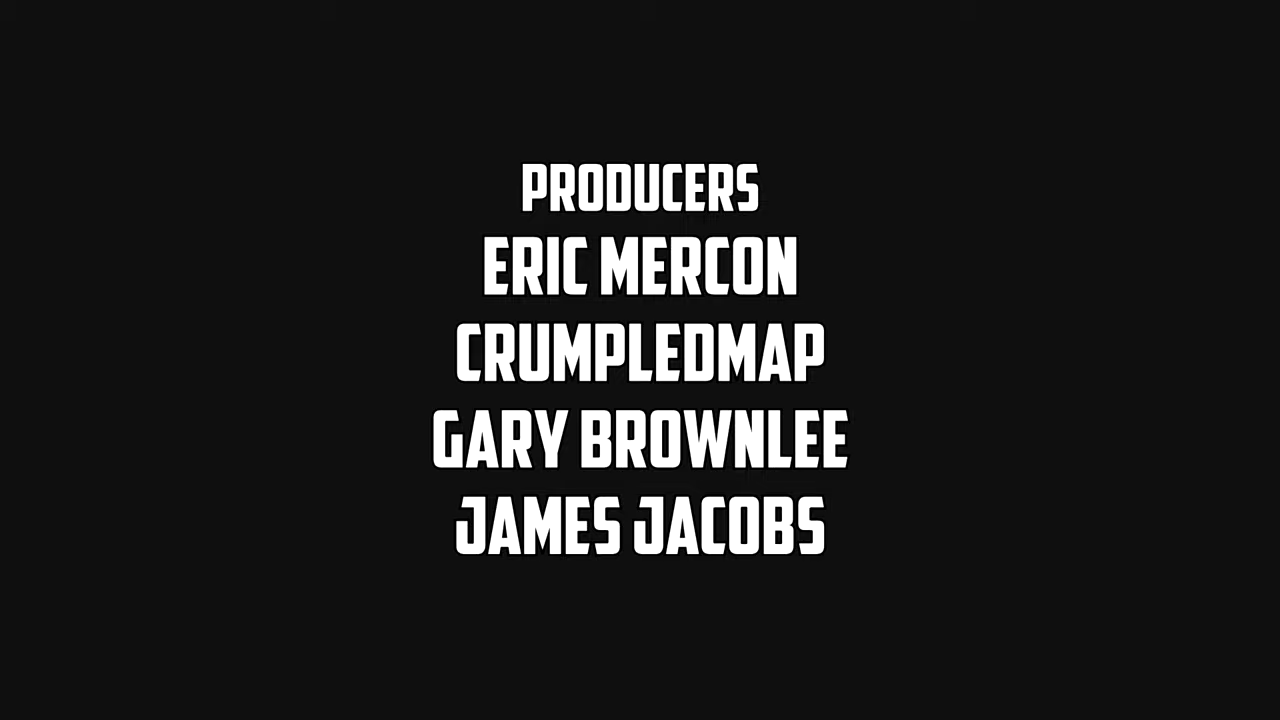 PRODUCERS
ERIC MERCON
CRUMPLEDMAP
GARY BROWNLEE
JAMES JACOBS